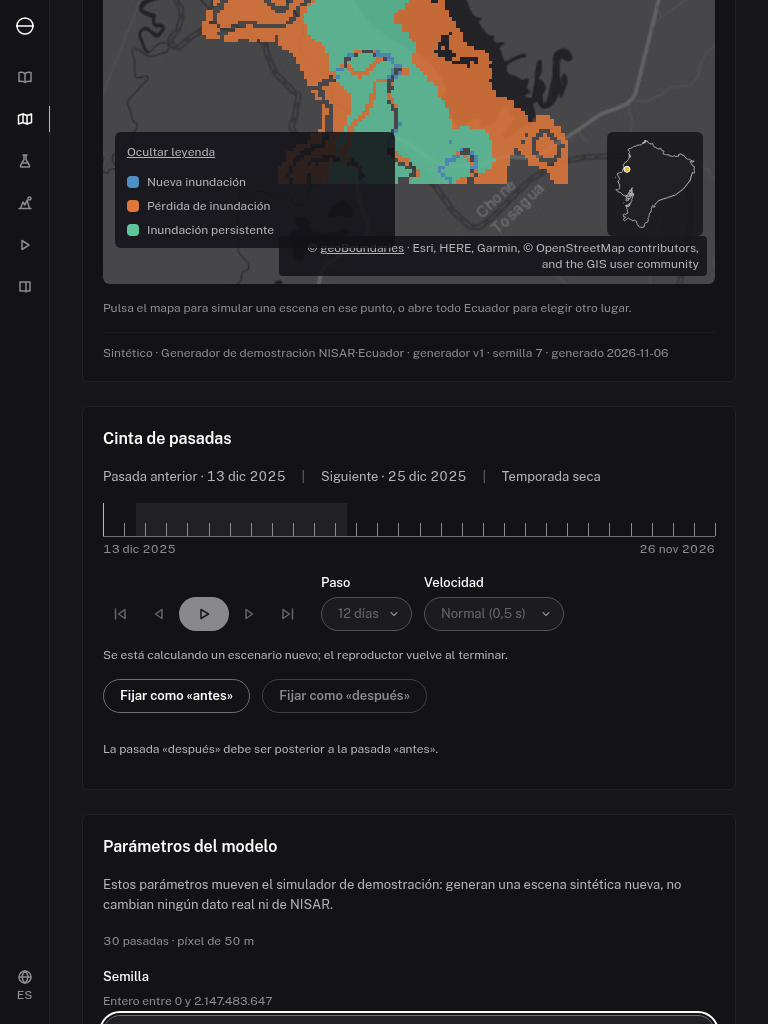 Chone
Tosagua
Ocultar leyenda
Nueva inundación
Pérdida de inundación
Inundación persistente
© geoBoundaries · Esri, HERE, Garmin, © OpenStreetMap contributors,
and the GIS user community
Pulsa el mapa para simular una escena en ese punto, o abre todo Ecuador para elegir otro lugar.
Sintético · Generador de demostración NISAR·Ecuador · generador v1 · semilla 7 · generado 2026-11-06
Cinta de pasadas
Pasada anterior · 13 dic 2025 | Siguiente · 25 dic 2025 | Temporada seca
13 dic 2025 26 nov 2026
Paso Velocidad
12 días Normal (0,5 s)
Se está calculando un escenario nuevo; el reproductor vuelve al terminar.
Fijar como «antes» Fijar como «después»
La pasada «después» debe ser posterior a la pasada «antes».
Parámetros del modelo
Estos parámetros mueven el simulador de demostración: generan una escena sintética nueva, no
cambian ningún dato real ni de NISAR.
30 pasadas · píxel de 50 m
Semilla
Entero entre 0 y 2.147.483.647
ES